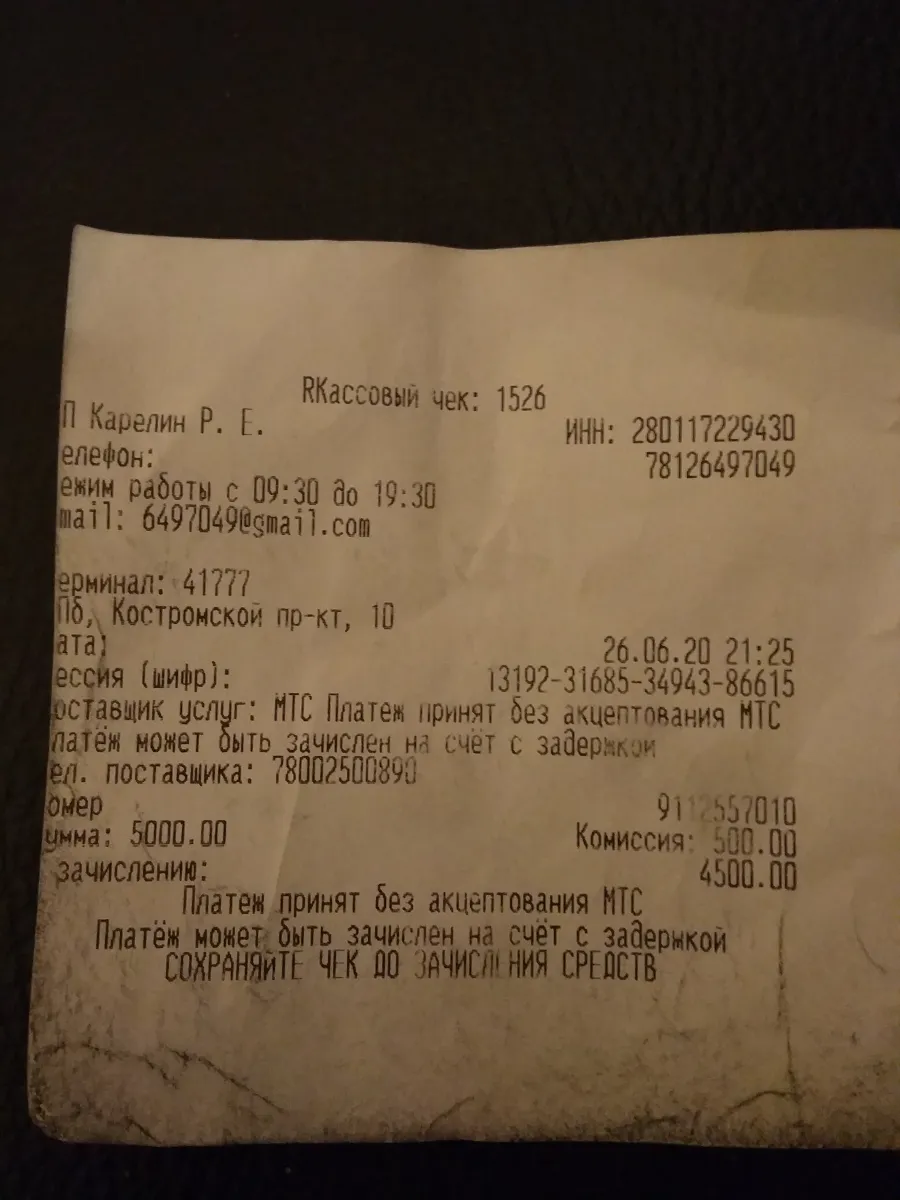 RКассовый чек: 1526
П Карелин Р. Е.
ИНН: 280117229430
елефон:
78126497049
ежим работы с 09:30 до 19:30
mail: 6497049@gmail.com
ерминал: 41777
Пб, Костромской пр-кт, 10
ата:
26.06.20 21:25
ессия (шифр):
13192-31685-34943-86615
оставщик услуг: МТС Платеж принят без акцептования МТС
латёж может быть зачислен на счёт с задержкой
ел. поставщика: 78002500890
омер
9112557010
умма: 5000.00
Комиссия: 500.00
зачислению:
4500.00
Платеж принят без акцептования МТС
Платёж может быть зачислен на счёт с задержкой
СОХРАНЯЙТЕ ЧЕК ДО ЗАЧИСЛЕНИЯ СРЕДСТВ